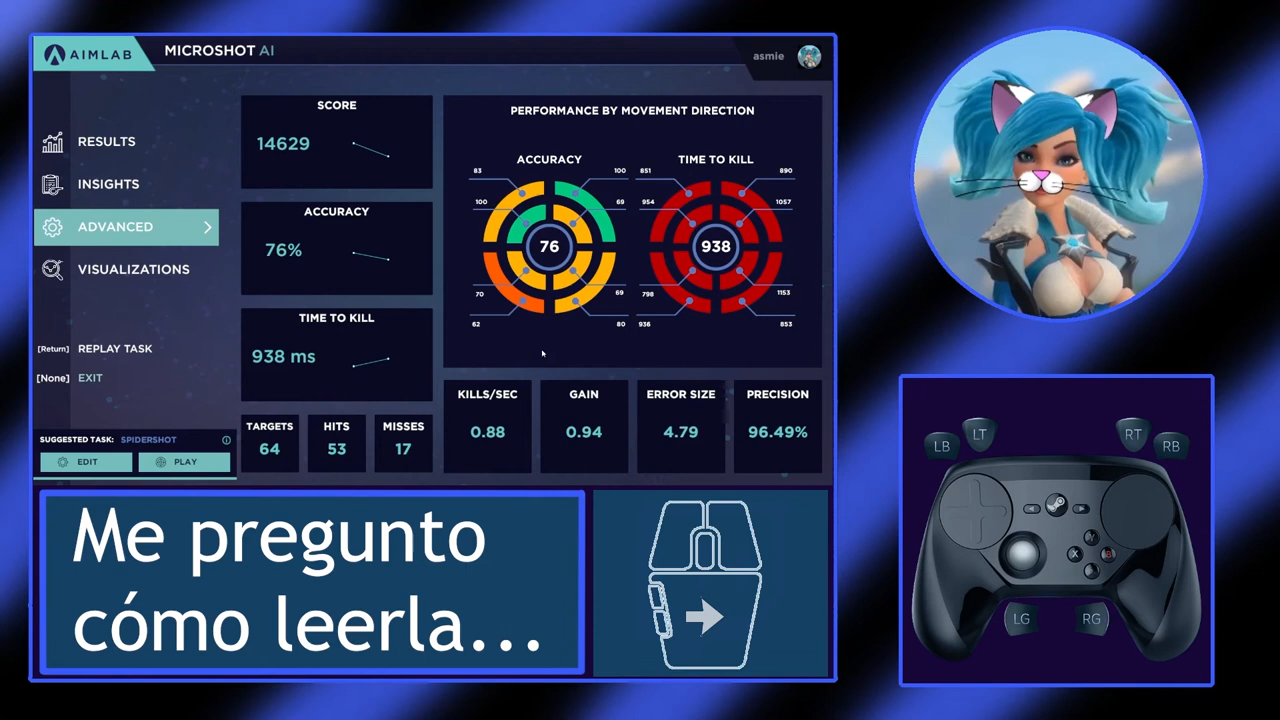 AIMLAB
MICROSHOT AI
asmie
RESULTS
INSIGHTS
ADVANCED
VISUALIZATIONS
[Return] REPLAY TASK
[None] EXIT
SUGGESTED TASK: SPIDERSHOT
EDIT
PLAY
SCORE
14629
ACCURACY
76%
TIME TO KILL
938 ms
TARGETS
64
HITS
53
MISSES
17
PERFORMANCE BY MOVEMENT DIRECTION
ACCURACY
83
100
100
69
76
70
69
62
80
TIME TO KILL
851
890
954
1057
938
798
1153
936
853
KILLS/SEC
0.88
GAIN
0.94
ERROR SIZE
4.79
PRECISION
96.49%
Me pregunto
cómo leerla...
LB
LT
RT
RB
X
B
LG
RG